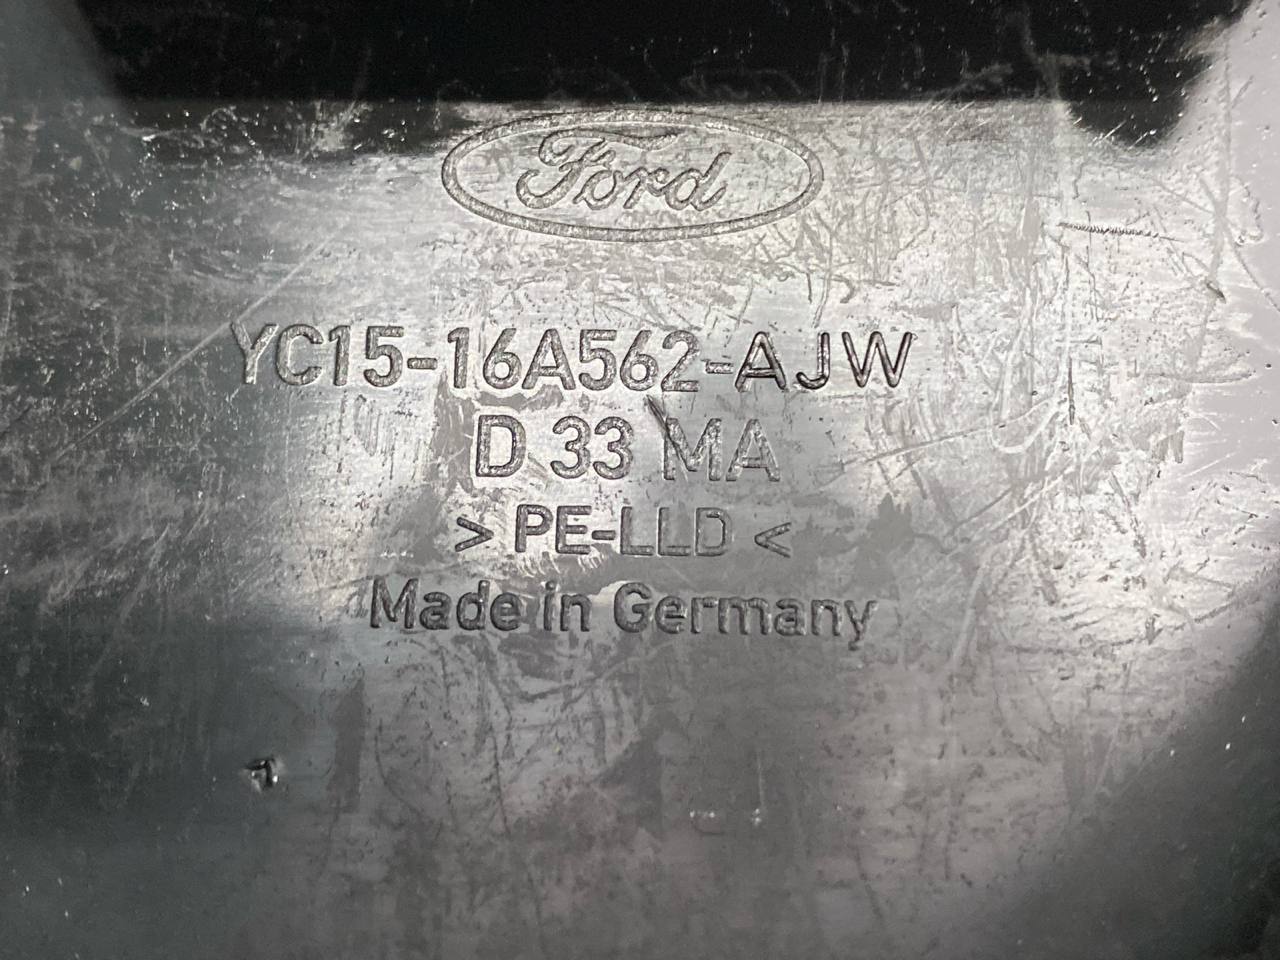 Ford
YC15-16A562-AJW
D 33 MA
> PE-LLD <
Made in Germany